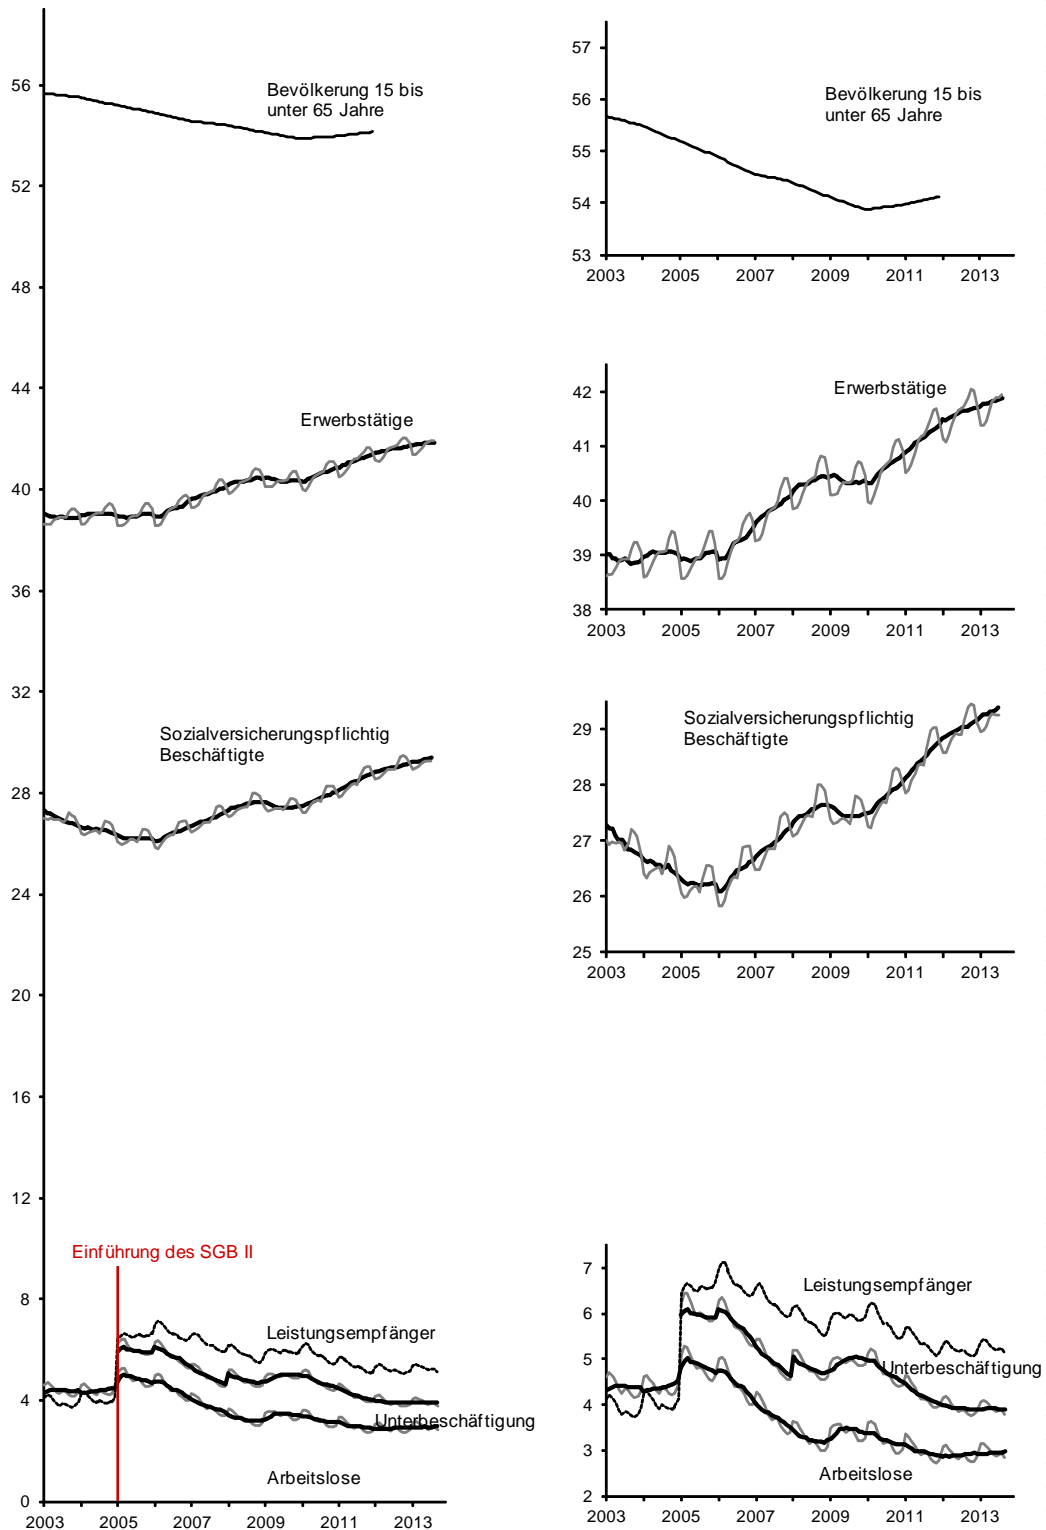 56
52
48
44
40
36
32
28
24
20
16
12
8
4
0
Bevölkerung 15 bis
unter 65 Jahre
Erwerbstätige
Sozialversicherungspflichtig
Beschäftigte
Einführung des SGB II
Leistungsempfänger
Unterbeschäftigung
Arbeitslose
2003 2005 2007 2009 2011 2013
57
56
55
54
53
Bevölkerung 15 bis
unter 65 Jahre
2003 2005 2007 2009 2011 2013
42
41
40
39
38
Erwerbstätige
2003 2005 2007 2009 2011 2013
29
28
27
26
25
Sozialversicherungspflichtig
Beschäftigte
2003 2005 2007 2009 2011 2013
7
6
5
4
3
2
Leistungsempfänger
Unterbeschäftigung
Arbeitslose
2003 2005 2007 2009 2011 2013